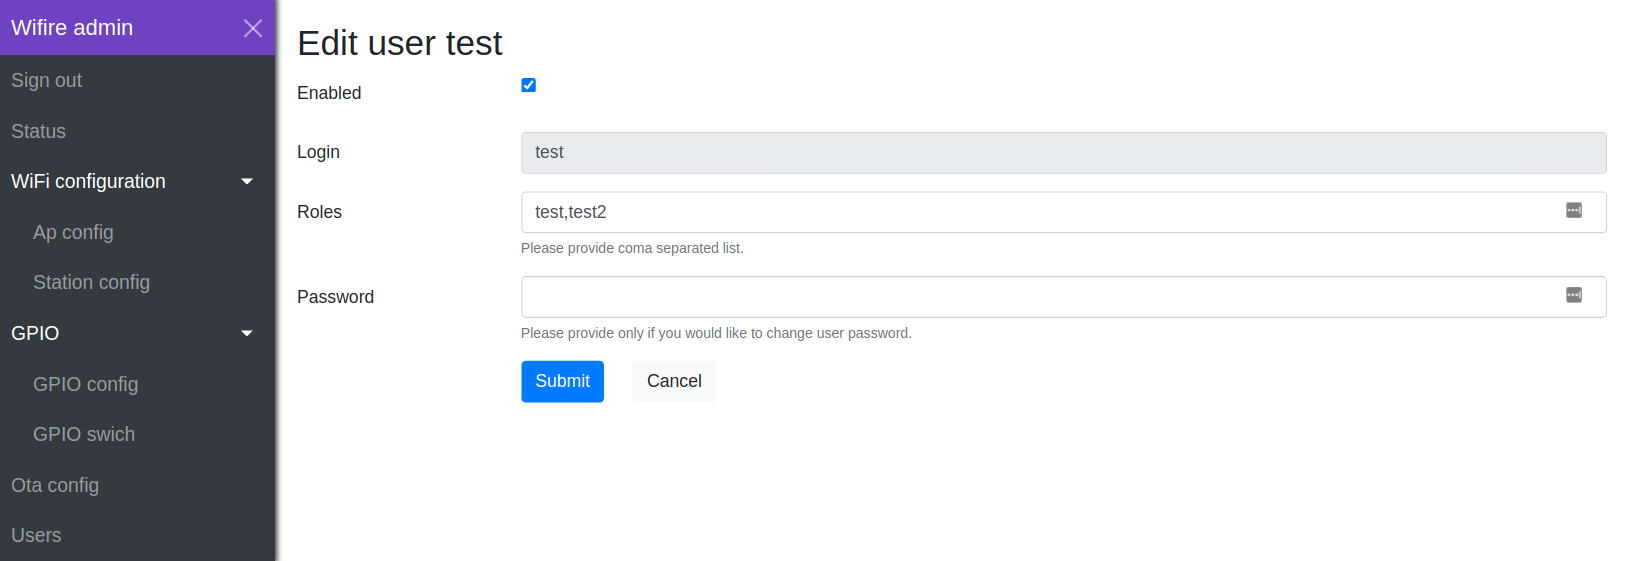 Wifire admin
Sign out
Status
WiFi configuration
Ap config
Station config
GPIO
GPIO config
GPIO swich
Ota config
Users
Edit user test
Enabled
Login
test
Roles
test,test2
Please provide coma separated list.
Password
Please provide only if you would like to change user password.
Submit Cancel